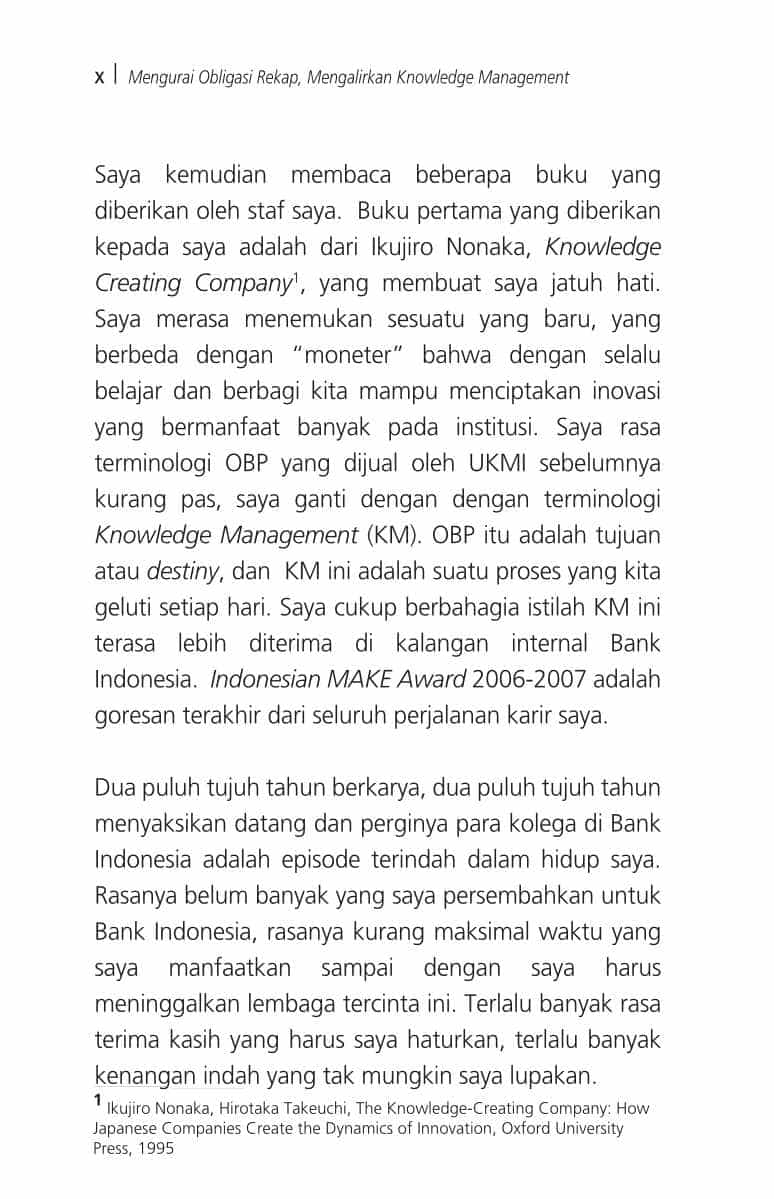 x | Mengurai Obligasi Rekap, Mengalirkan Knowledge Management
Saya kemudian membaca beberapa buku yang
diberikan oleh staf saya. Buku pertama yang diberikan
kepada saya adalah dari Ikujiro Nonaka, Knowledge
Creating Company1, yang membuat saya jatuh hati.
Saya merasa menemukan sesuatu yang baru, yang
berbeda dengan “moneter” bahwa dengan selalu
belajar dan berbagi kita mampu menciptakan inovasi
yang bermanfaat banyak pada institusi. Saya rasa
terminologi OBP yang dijual oleh UKMI sebelumnya
kurang pas, saya ganti dengan dengan terminologi
Knowledge Management (KM). OBP itu adalah tujuan
atau destiny, dan KM ini adalah suatu proses yang kita
geluti setiap hari. Saya cukup berbahagia istilah KM ini
terasa lebih diterima di kalangan internal Bank
Indonesia. Indonesian MAKE Award 2006-2007 adalah
goresan terakhir dari seluruh perjalanan karir saya.
Dua puluh tujuh tahun berkarya, dua puluh tujuh tahun
menyaksikan datang dan perginya para kolega di Bank
Indonesia adalah episode terindah dalam hidup saya.
Rasanya belum banyak yang saya persembahkan untuk
Bank Indonesia, rasanya kurang maksimal waktu yang
saya manfaatkan sampai dengan saya harus
meninggalkan lembaga tercinta ini. Terlalu banyak rasa
terima kasih yang harus saya haturkan, terlalu banyak
kenangan indah yang tak mungkin saya lupakan.
1 Ikujiro Nonaka, Hirotaka Takeuchi, The Knowledge-Creating Company: How
Japanese Companies Create the Dynamics of Innovation, Oxford University
Press, 1995